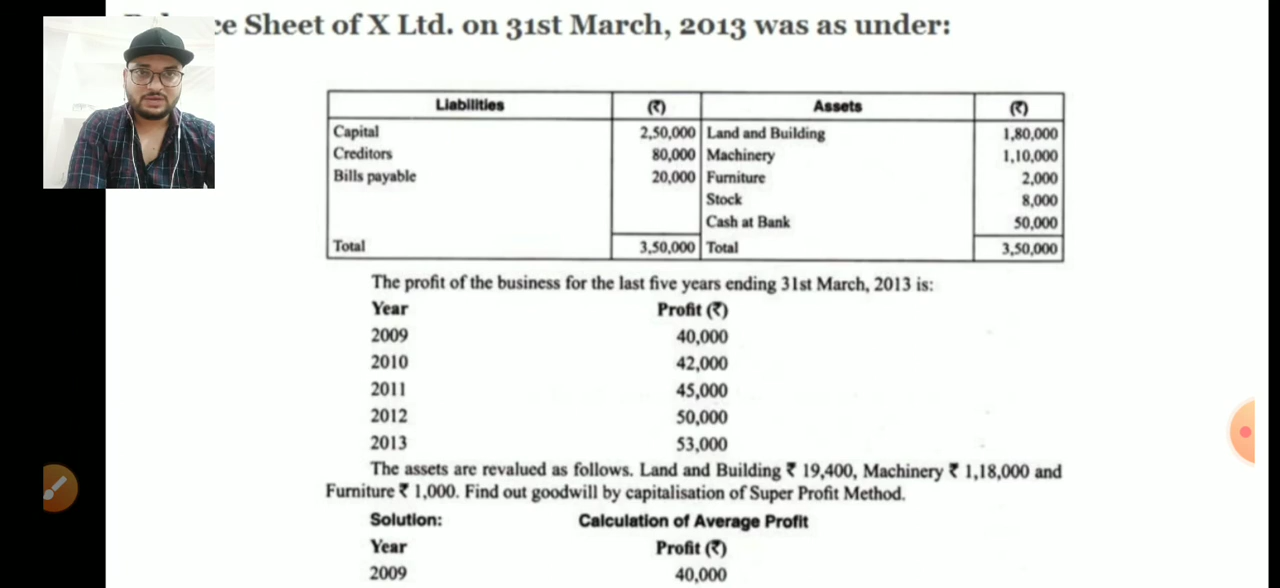 ce Sheet of X Ltd. on 31st March, 2013 was as under:
Liabilities (₹) Assets (₹)
Capital 2,50,000 Land and Building 1,80,000
Creditors 80,000 Machinery 1,10,000
Bills payable 20,000 Furniture 2,000
Stock 8,000
Cash at Bank 50,000
Total 3,50,000 Total 3,50,000
The profit of the business for the last five years ending 31st March, 2013 is:
Year Profit (₹)
2009 40,000
2010 42,000
2011 45,000
2012 50,000
2013 53,000
The assets are revalued as follows. Land and Building ₹ 19,400, Machinery ₹ 1,18,000 and
Furniture ₹ 1,000. Find out goodwill by capitalisation of Super Profit Method.
Solution: Calculation of Average Profit
Year Profit (₹)
2009 40,000